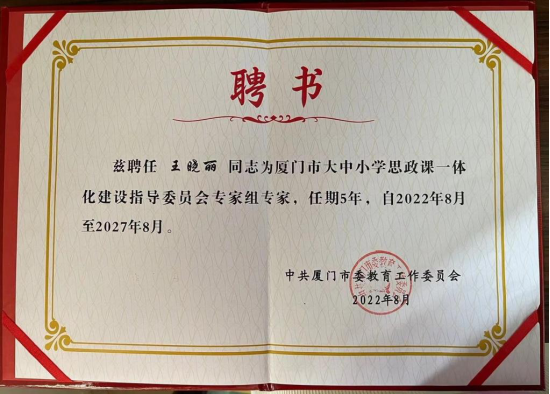 聘书
兹聘任 王晓丽 同志为厦门市大中小学思政课一体
化建设指导委员会专家组专家，任期5年，自2022年8月
至2027年8月。
中共厦门市委教育工作委员会
2022年8月